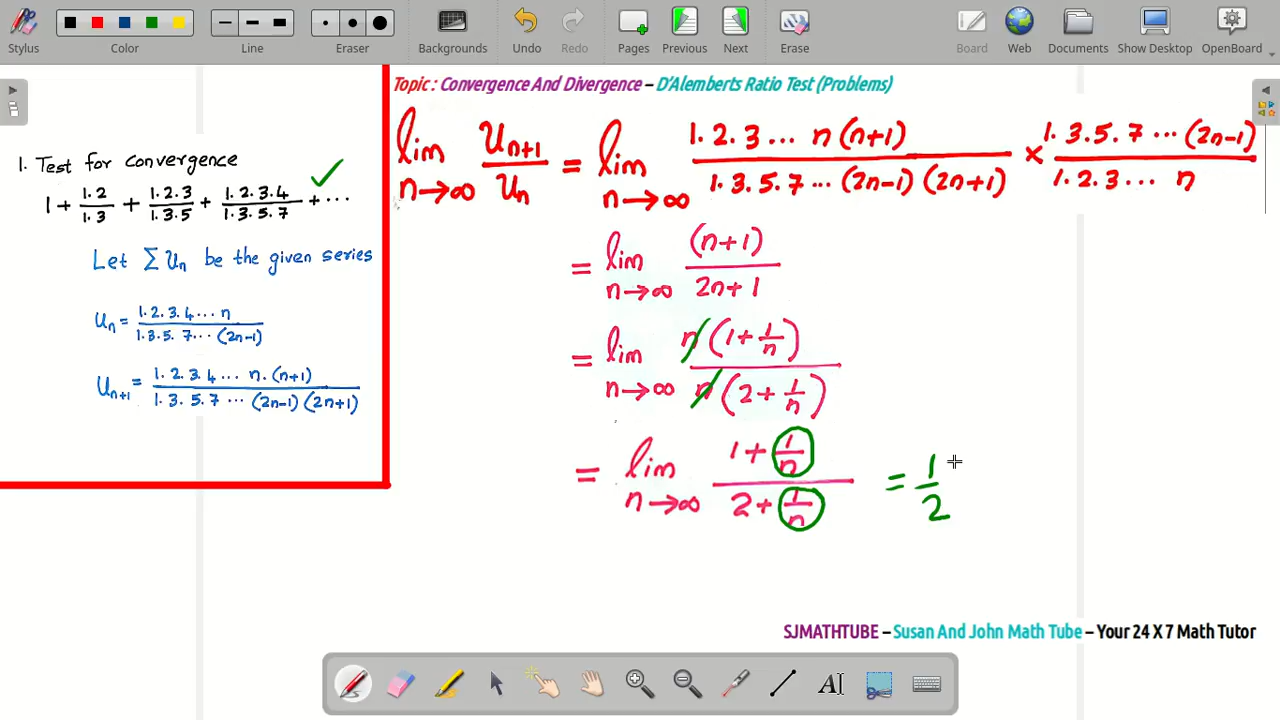 Stylus Color Line Eraser Backgrounds Undo Redo Pages Previous Next Erase Board Web Documents Show Desktop OpenBoard
Topic : Convergence And Divergence – D'Alemberts Ratio Test (Problems)
1. Test for convergence
1 + 1.2/1.3 + 1.2.3/1.3.5 + 1.2.3.4/1.3.5.7 + ...
Let ∑ Un be the given series
Un = 1.2.3.4... n / 1.3.5.7... (2n-1)
Un+1 = 1.2.3.4... n.(n+1) / 1.3.5.7 ... (2n-1)(2n+1)
lim n→∞ Un+1/Un = lim n→∞ 1.2.3... n(n+1) / 1.3.5.7... (2n-1)(2n+1) × 1.3.5.7 ... (2n-1) / 1.2.3... n
= lim n→∞ (n+1) / 2n+1
= lim n→∞ n(1+1/n) / n(2+1/n)
= lim n→∞ 1+1/n / 2+1/n = 1/2
SJMATHTUBE – Susan And John Math Tube – Your 24 X 7 Math Tutor
AI